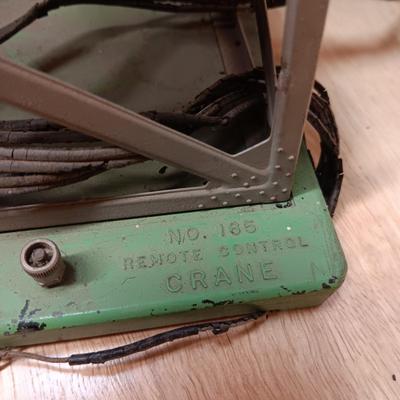 NO. 165
REMOTE CONTROL
CRANE